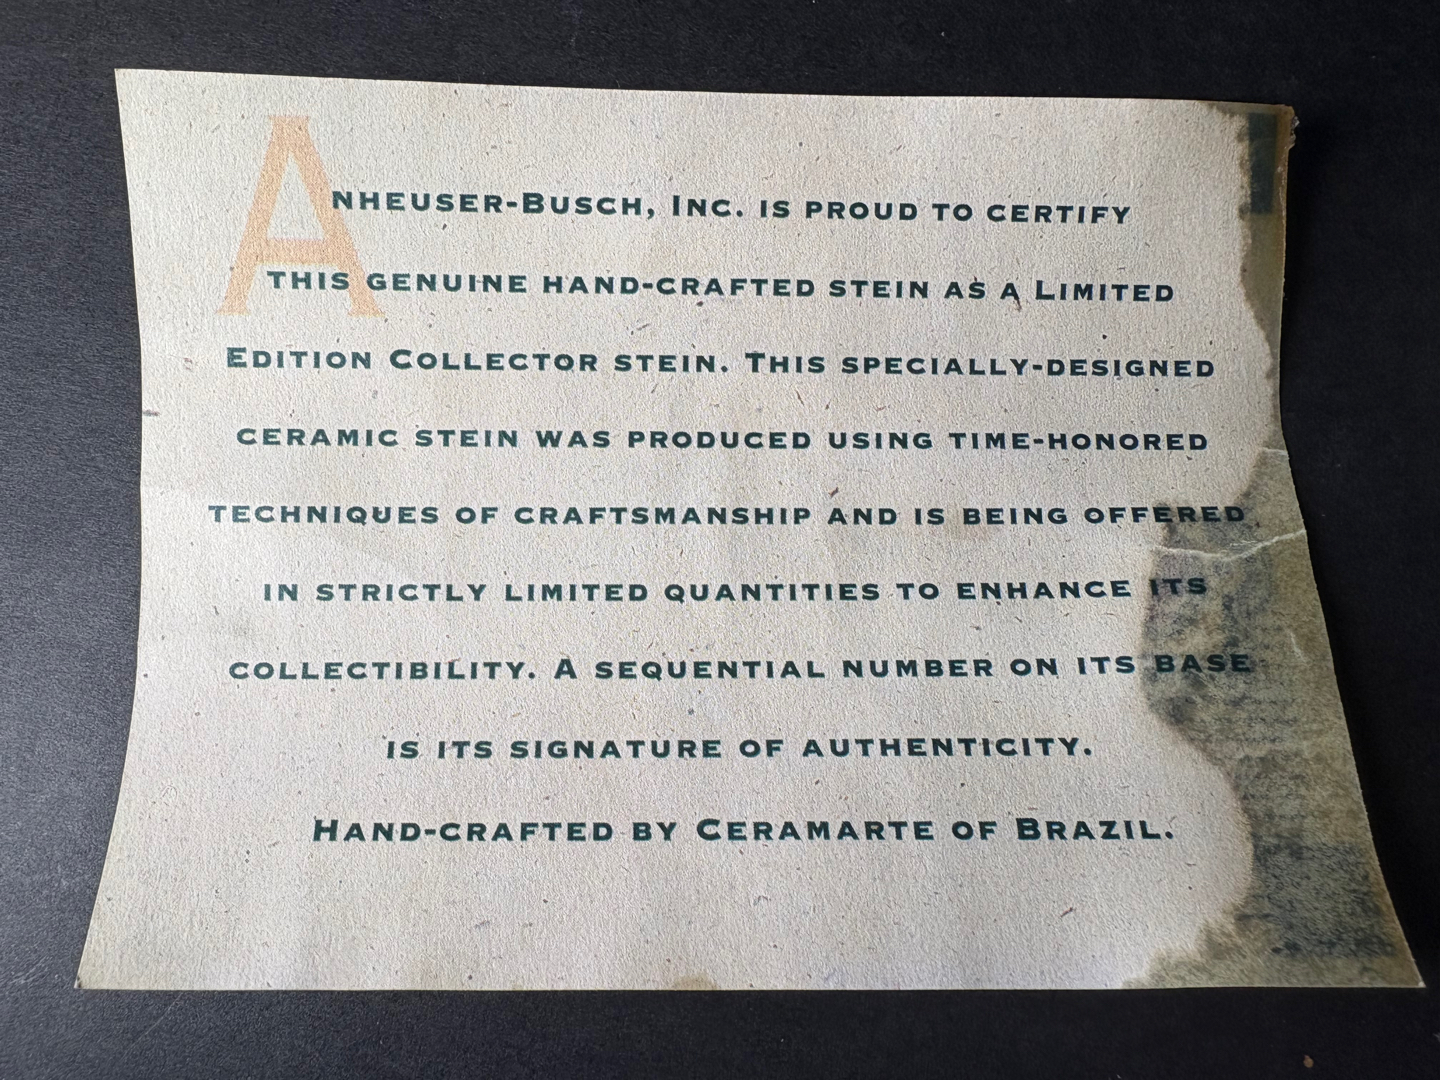 ANHEUSER-BUSCH, INC. IS PROUD TO CERTIFY
THIS GENUINE HAND-CRAFTED STEIN AS A LIMITED
EDITION COLLECTOR STEIN. THIS SPECIALLY-DESIGNED
CERAMIC STEIN WAS PRODUCED USING TIME-HONORED
TECHNIQUES OF CRAFTSMANSHIP AND IS BEING OFFERED
IN STRICTLY LIMITED QUANTITIES TO ENHANCE ITS
COLLECTIBILITY. A SEQUENTIAL NUMBER ON ITS BASE
IS ITS SIGNATURE OF AUTHENTICITY.
HAND-CRAFTED BY CERAMARTE OF BRAZIL.